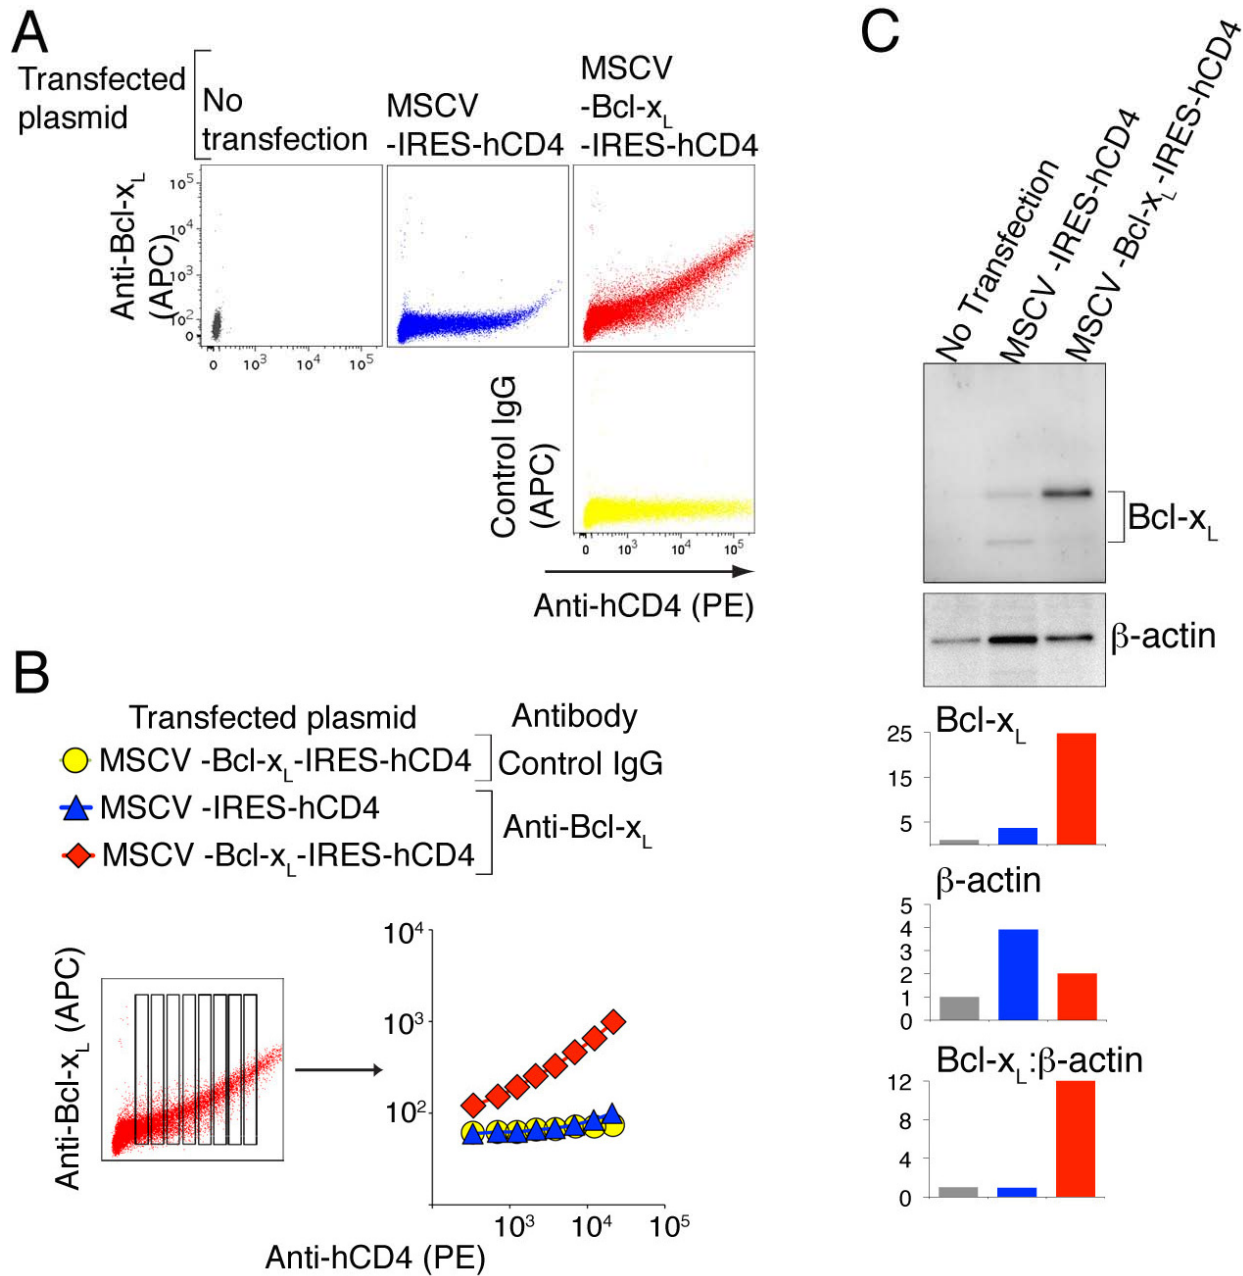 A
Transfected
plasmid
No
transfection
MSCV
-IRES-hCD4
MSCV
-Bcl-xL
-IRES-hCD4
Anti-Bcl-xL
(APC)
10⁵
10⁴
10³
10²
0
0 10³ 10⁴ 10⁵
Control IgG
(APC)
0 10³ 10⁴ 10⁵
Anti-hCD4 (PE)
B
Transfected plasmid Antibody
MSCV -Bcl-xL-IRES-hCD4 Control IgG
MSCV -IRES-hCD4
MSCV -Bcl-xL-IRES-hCD4
Anti-Bcl-xL
Anti-Bcl-xL (APC)
10⁴
10³
10²
10³ 10⁴ 10⁵
Anti-hCD4 (PE)
C
No Transfection
MSCV -IRES-hCD4
MSCV -Bcl-xL-IRES-hCD4
Bcl-xL
β-actin
Bcl-xL
25
15
5
β-actin
5
4
3
2
1
0
Bcl-xL:β-actin
12
8
4
0